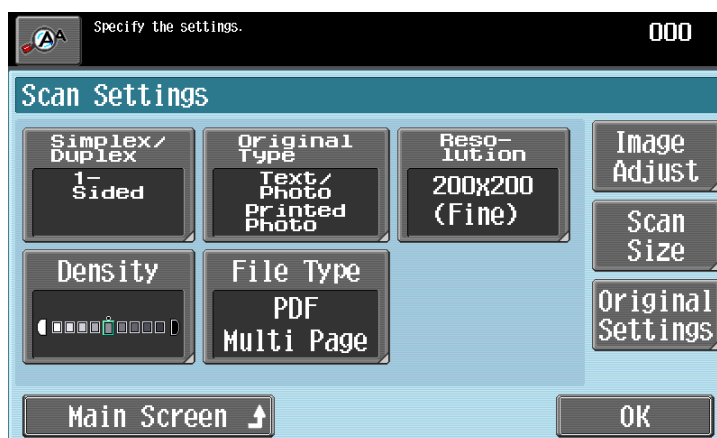 AA
Specify the settings.
000
Scan Settings
Simplex/
Duplex
1-
Sided
Original
Type
Text/
Photo
Printed
Photo
Reso-
lution
200X200
(Fine)
Image
Adjust
Scan
Size
Density
File Type
PDF
Multi Page
Original
Settings
Main Screen
OK